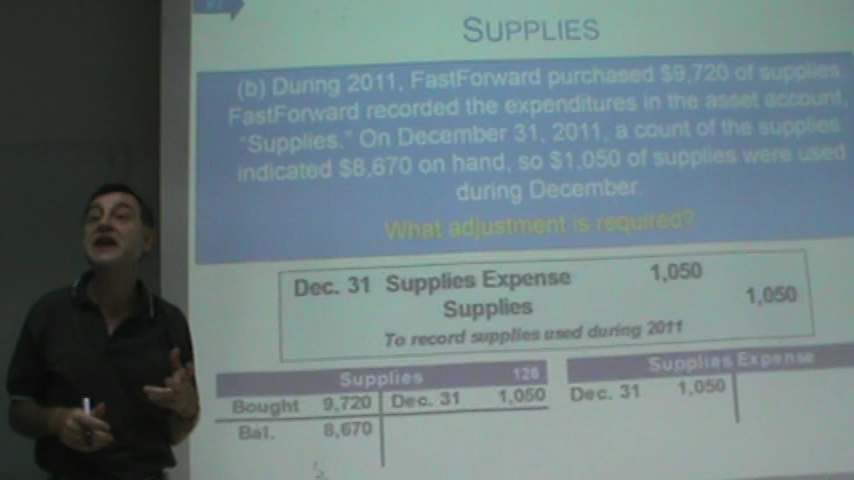 SUPPLIES
(b) During 2011, FastForward purchased $9,720 of supplies.
FastForward recorded the expenditures in the asset account,
"Supplies." On December 31, 2011, a count of the supplies
indicated $8,670 on hand, so $1,050 of supplies were used
during December.
What adjustment is required?
Dec. 31 Supplies Expense 1,050
Supplies 1,050
To record supplies used during 2011
Supplies 126
Bought 9,720 Dec. 31 1,050
Bal. 8,670
Supplies Expense
Dec. 31 1,050